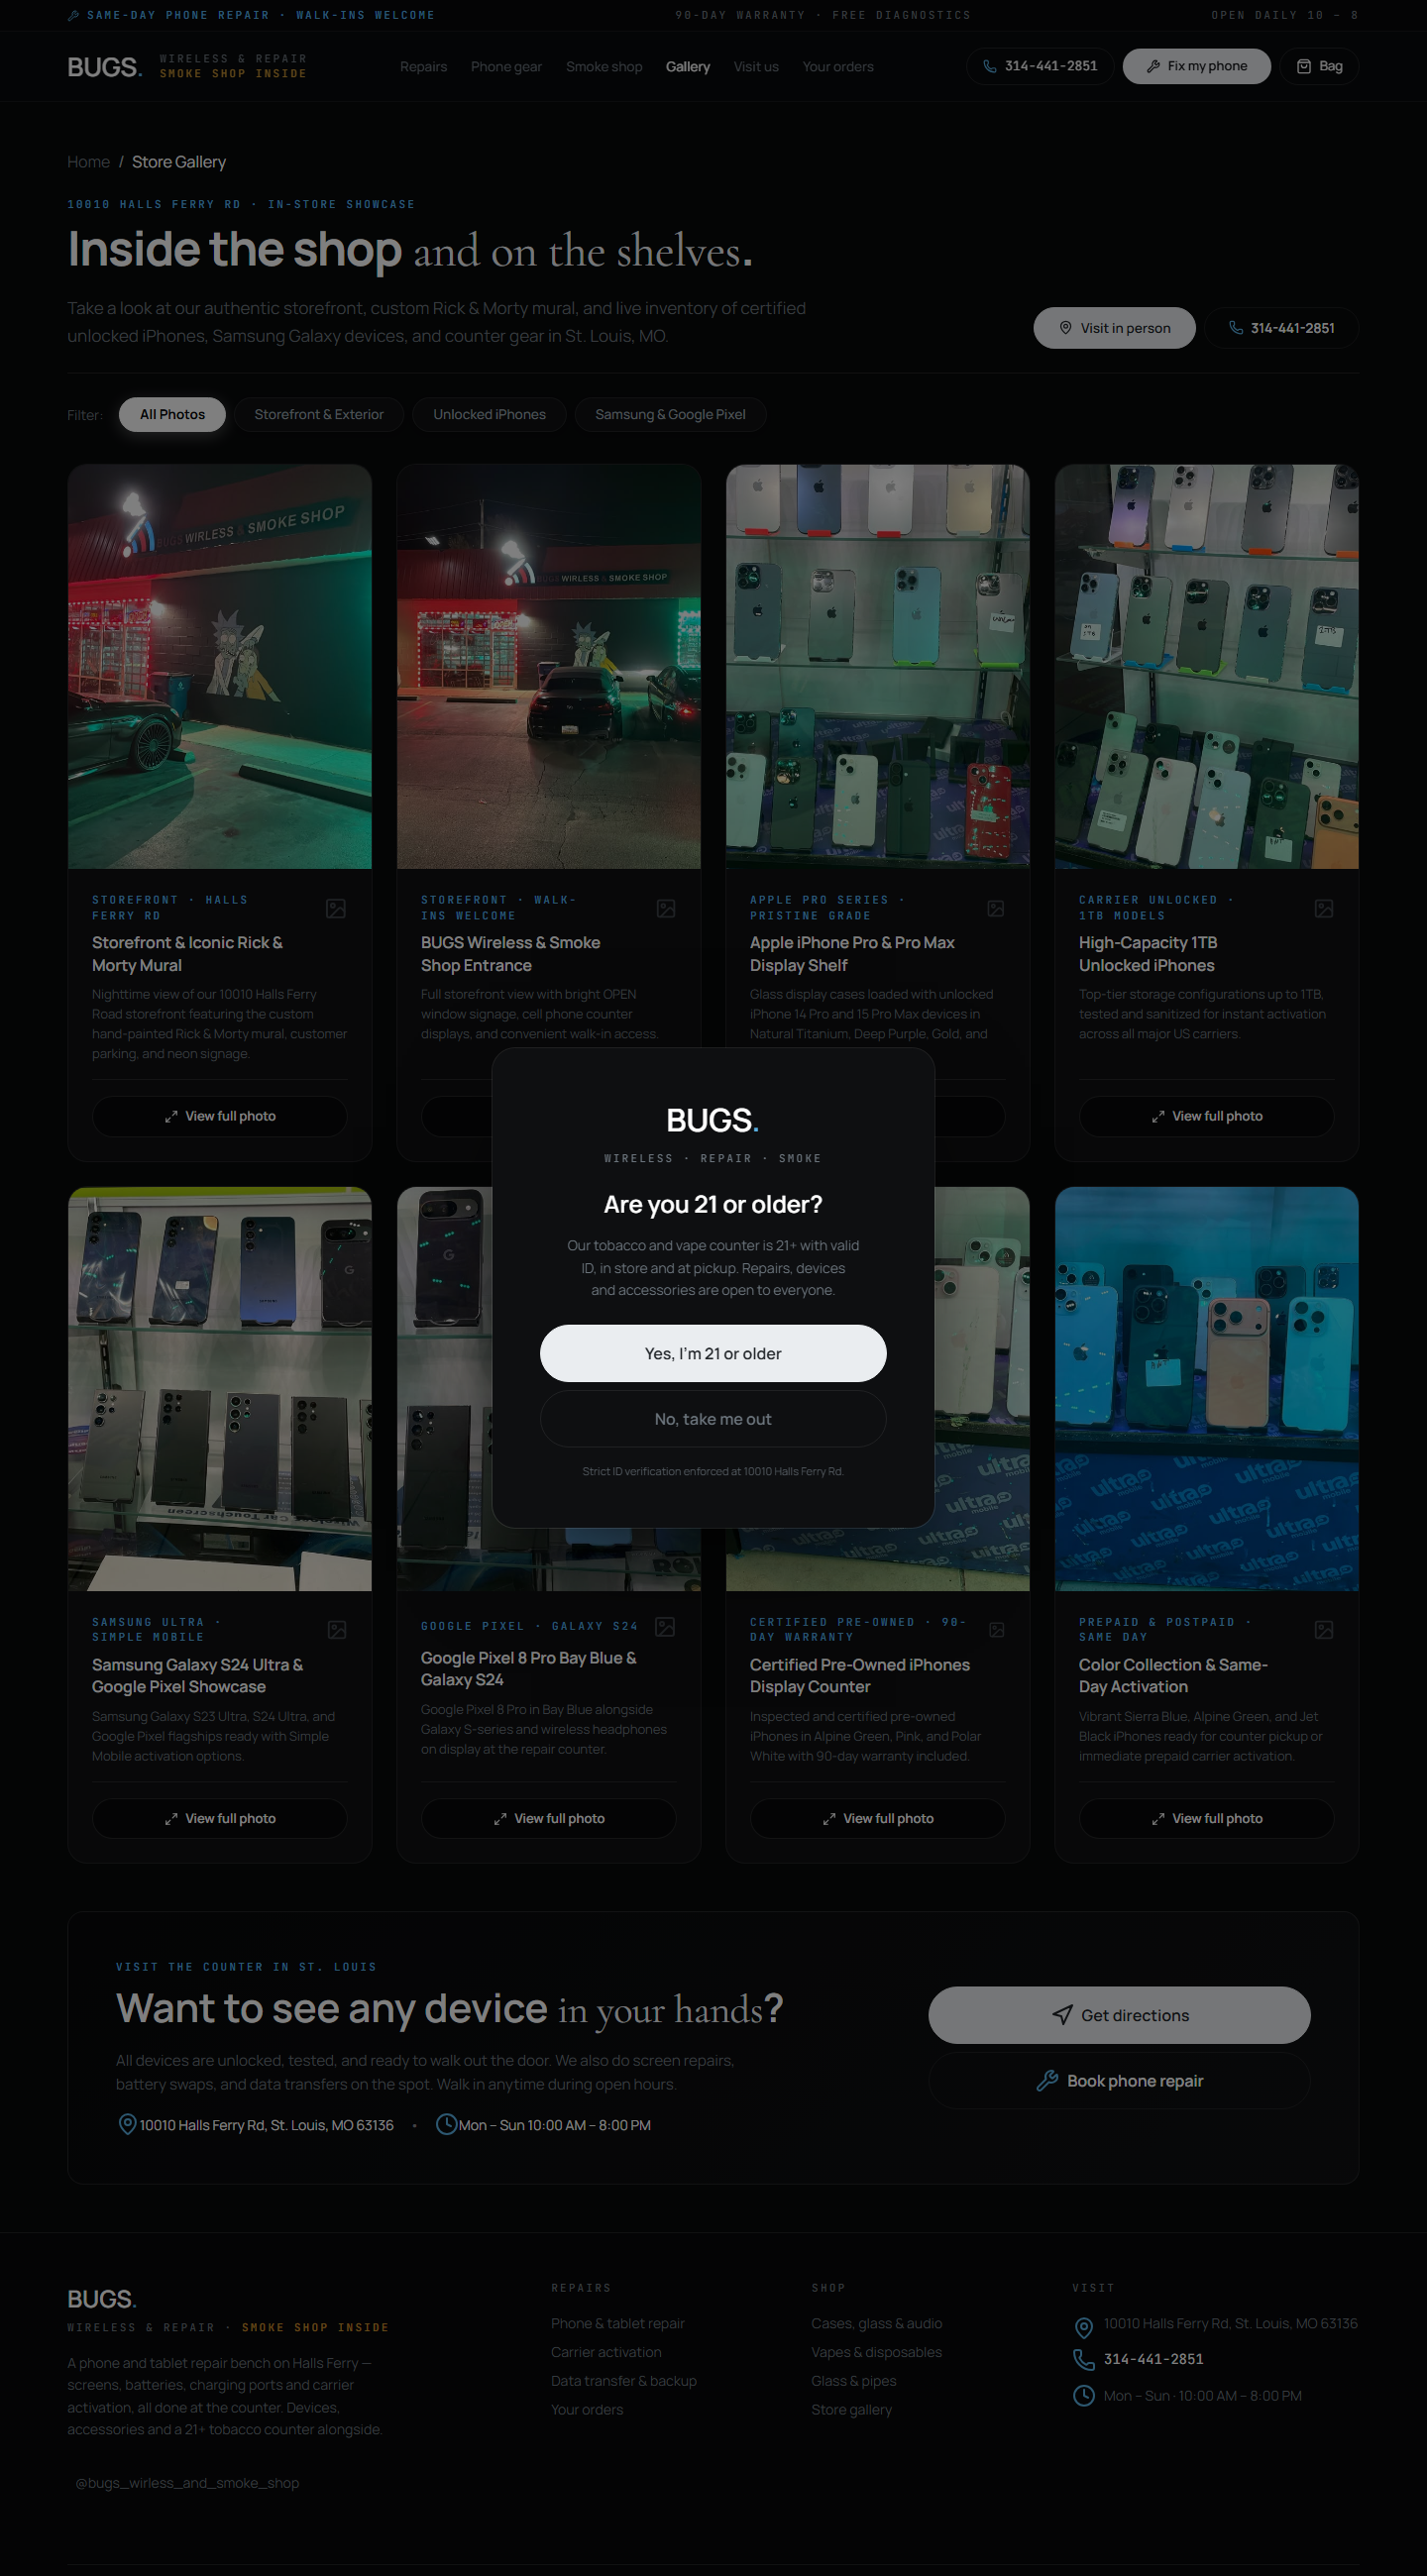 SAME-DAY PHONE REPAIR · WALK-INS WELCOME
90-DAY WARRANTY · FREE DIAGNOSTICS
OPEN DAILY 10 – 8
BUGS.
WIRELESS & REPAIR
SMOKE SHOP INSIDE
Repairs
Phone gear
Smoke shop
Gallery
Visit us
Your orders
314-441-2851
Fix my phone
Bag
Home / Store Gallery
10010 HALLS FERRY RD · IN-STORE SHOWCASE
Inside the shop and on the shelves.
Take a look at our authentic storefront, custom Rick & Morty mural, and live inventory of certified
unlocked iPhones, Samsung Galaxy devices, and counter gear in St. Louis, MO.
Visit in person
314-441-2851
Filter:
All Photos
Storefront & Exterior
Unlocked iPhones
Samsung & Google Pixel
BUGS WIRLESS & SMOKE SHOP
WIRLESS SMOKE SHOP
1TB
ultra
ultra
STOREFRONT · HALLS
FERRY RD
Storefront & Iconic Rick &
Morty Mural
Nighttime view of our 10010 Halls Ferry
Road storefront featuring the custom
hand-painted Rick & Morty mural, customer
parking, and neon signage.
View full photo
STOREFRONT · WALK-
INS WELCOME
BUGS Wireless & Smoke
Shop Entrance
Full storefront view with bright OPEN
window signage, cell phone counter
displays, and convenient walk-in access.
APPLE PRO SERIES ·
PRISTINE GRADE
Apple iPhone Pro & Pro Max
Display Shelf
Glass display cases loaded with unlocked
iPhone 14 Pro and 15 Pro Max devices in
Natural Titanium, Deep Purple, Gold, and
CARRIER UNLOCKED ·
1TB MODELS
High-Capacity 1TB
Unlocked iPhones
Top-tier storage configurations up to 1TB,
tested and sanitized for instant activation
across all major US carriers.
View full photo
BUGS.
WIRELESS · REPAIR · SMOKE
Are you 21 or older?
Our tobacco and vape counter is 21+ with valid
ID, in store and at pickup. Repairs, devices
and accessories are open to everyone.
Yes, I'm 21 or older
No, take me out
Strict ID verification enforced at 10010 Halls Ferry Rd.
Car Touchscreen
ultra
mobile
ultra
mobile
SAMSUNG ULTRA ·
SIMPLE MOBILE
Samsung Galaxy S24 Ultra &
Google Pixel Showcase
Samsung Galaxy S23 Ultra, S24 Ultra, and
Google Pixel flagships ready with Simple
Mobile activation options.
View full photo
GOOGLE PIXEL · GALAXY S24
Google Pixel 8 Pro Bay Blue &
Galaxy S24
Google Pixel 8 Pro in Bay Blue alongside
Galaxy S-series and wireless headphones
on display at the repair counter.
View full photo
CERTIFIED PRE-OWNED · 90-
DAY WARRANTY
Certified Pre-Owned iPhones
Display Counter
Inspected and certified pre-owned
iPhones in Alpine Green, Pink, and Polar
White with 90-day warranty included.
View full photo
PREPAID & POSTPAID ·
SAME DAY
Color Collection & Same-
Day Activation
Vibrant Sierra Blue, Alpine Green, and Jet
Black iPhones ready for counter pickup or
immediate prepaid carrier activation.
View full photo
VISIT THE COUNTER IN ST. LOUIS
Want to see any device in your hands?
All devices are unlocked, tested, and ready to walk out the door. We also do screen repairs,
battery swaps, and data transfers on the spot. Walk in anytime during open hours.
10010 Halls Ferry Rd, St. Louis, MO 63136 • Mon – Sun 10:00 AM – 8:00 PM
Get directions
Book phone repair
BUGS.
WIRELESS & REPAIR · SMOKE SHOP INSIDE
A phone and tablet repair bench on Halls Ferry —
screens, batteries, charging ports and carrier
activation, all done at the counter. Devices,
accessories and a 21+ tobacco counter alongside.
@bugs_wirless_and_smoke_shop
REPAIRS
Phone & tablet repair
Carrier activation
Data transfer & backup
Your orders
SHOP
Cases, glass & audio
Vapes & disposables
Glass & pipes
Store gallery
VISIT
10010 Halls Ferry Rd, St. Louis, MO 63136
314-441-2851
Mon – Sun · 10:00 AM – 8:00 PM